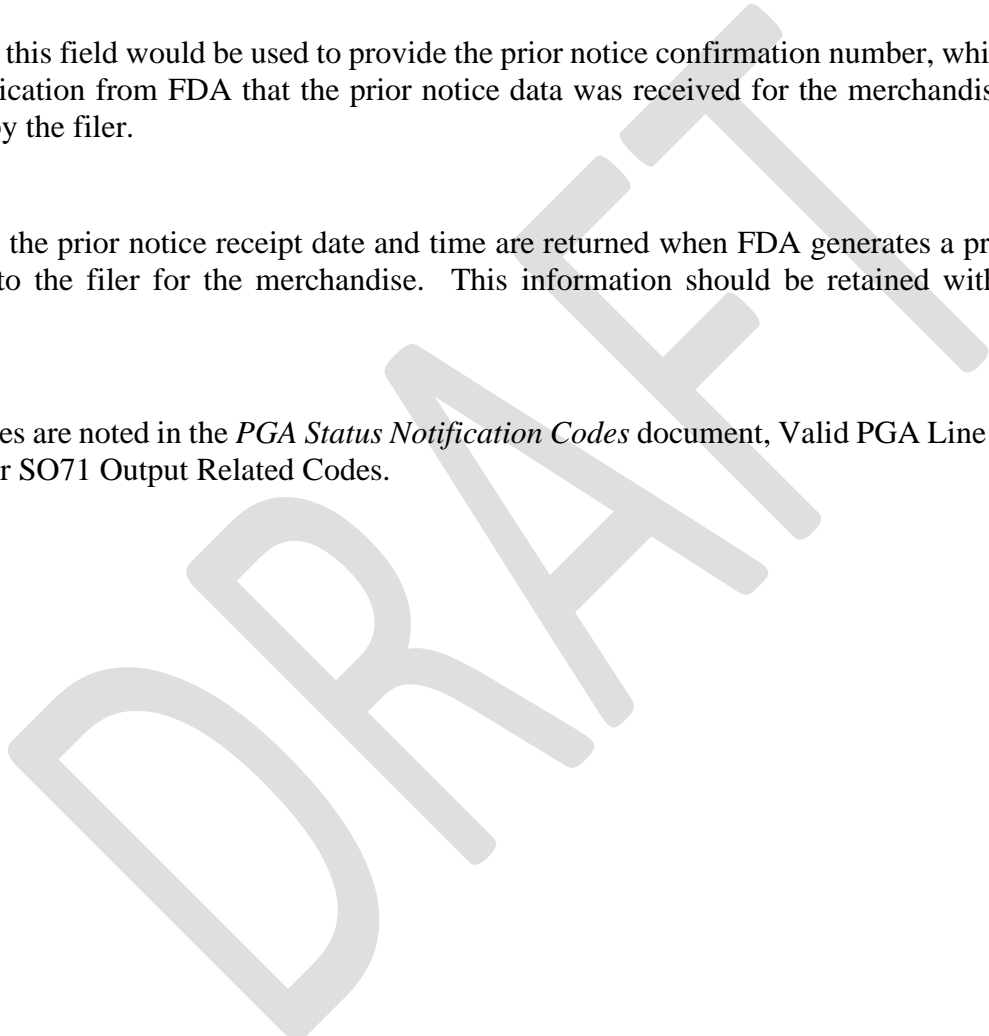 this field would be used to provide the prior notice confirmation number, whi
ication from FDA that the prior notice data was received for the merchandis
by the filer.
the prior notice receipt date and time are returned when FDA generates a pr
to the filer for the merchandise. This information should be retained with
es are noted in the PGA Status Notification Codes document, Valid PGA Line
r SO71 Output Related Codes.
DRAFT